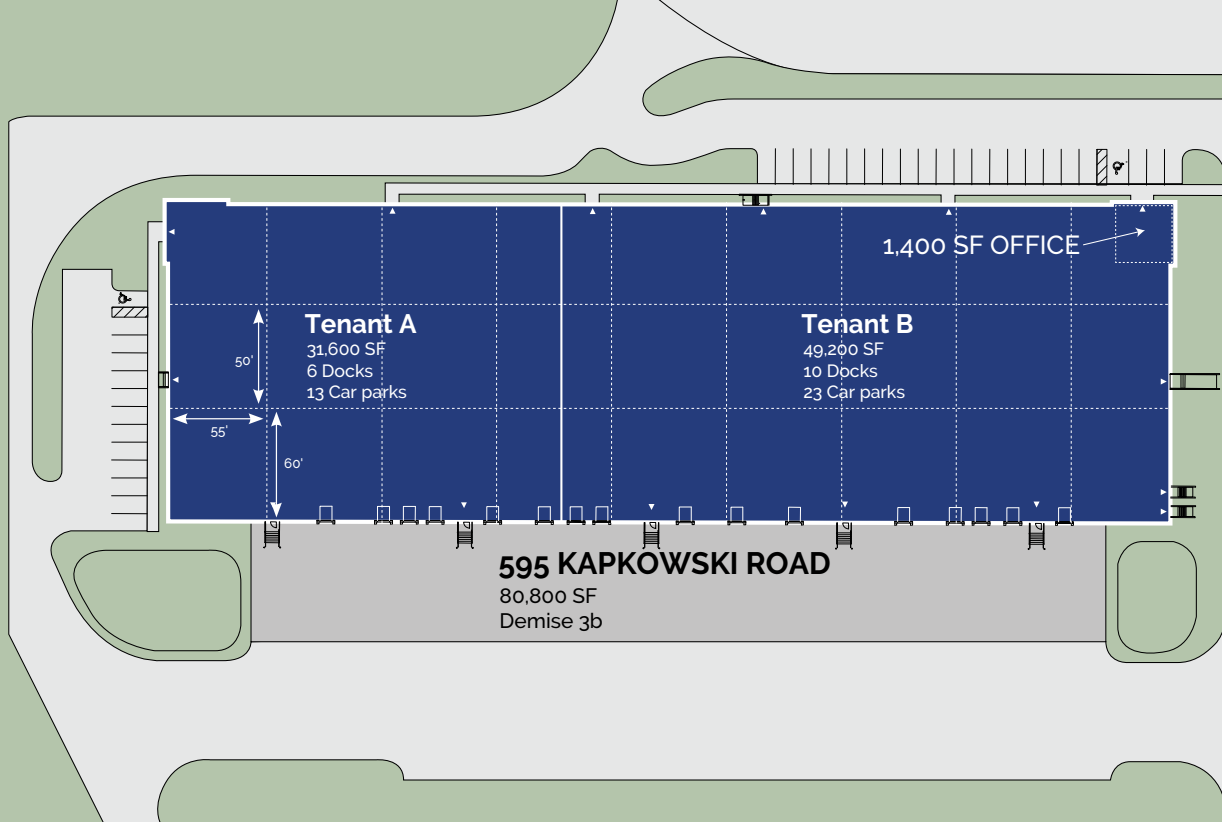 1,400 SF OFFICE
Tenant A
31,600 SF
6 Docks
13 Car parks
Tenant B
49,200 SF
10 Docks
23 Car parks
50'
55'
60'
595 KAPKOWSKI ROAD
80,800 SF
Demise 3b